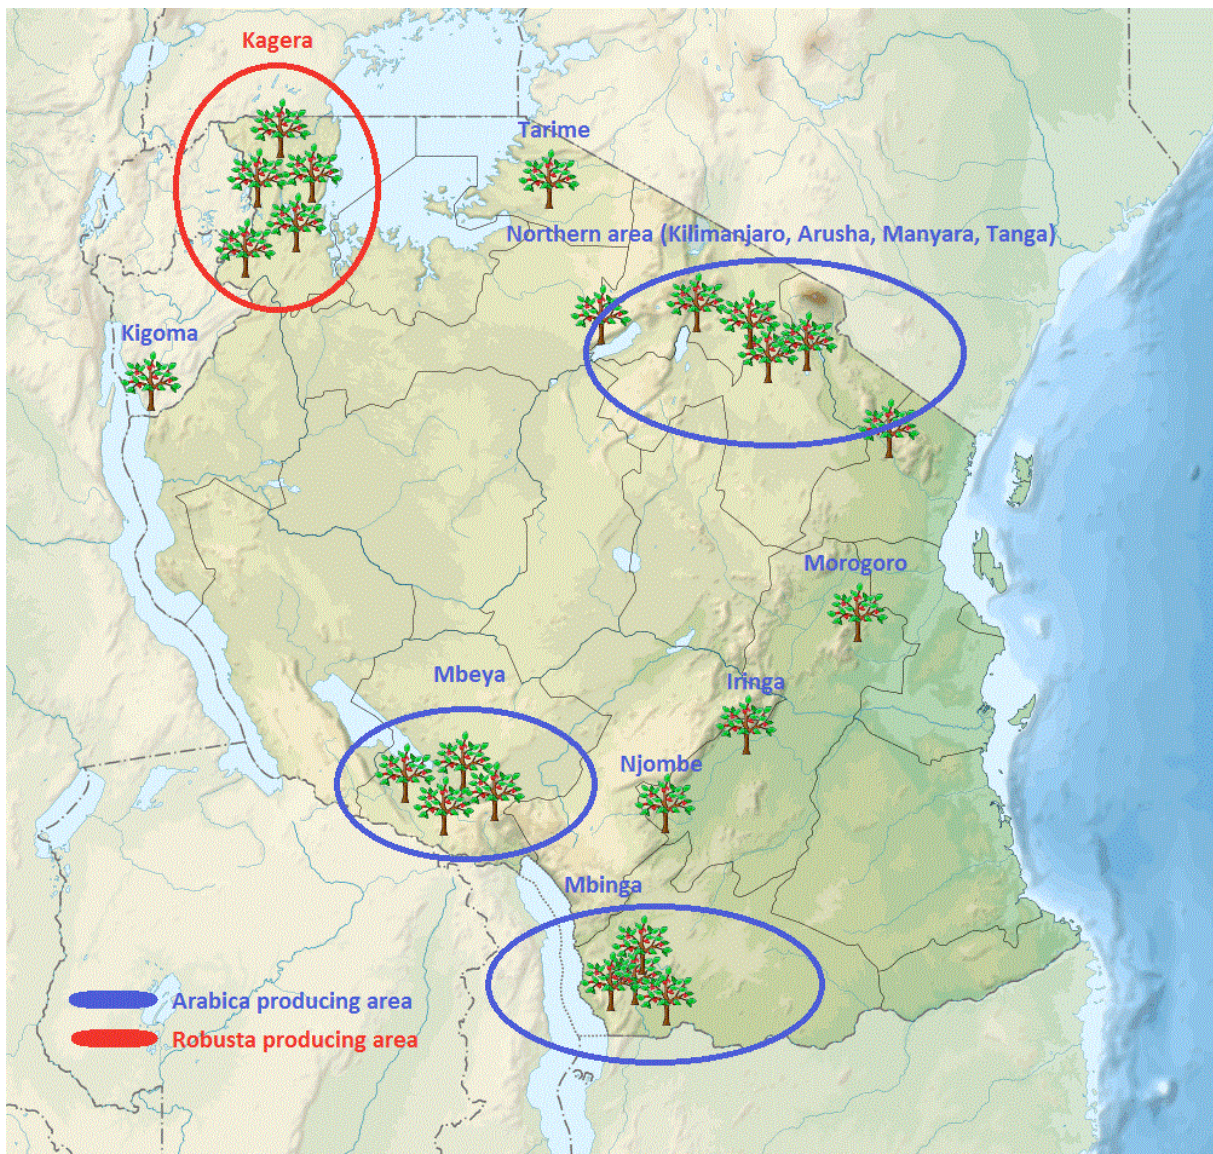 Kagera
Tarime
Northern area (Kilimanjaro, Arusha, Manyara, Tanga)
Kigoma
Morogoro
Mbeya
Iringa
Njombe
Mbinga
Arabica producing area
Robusta producing area